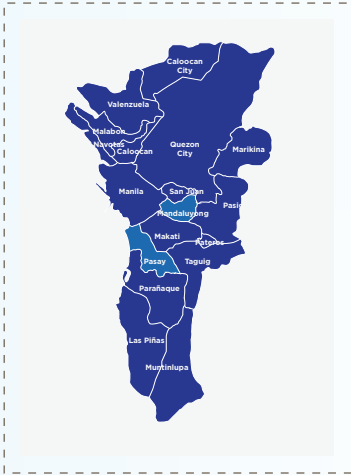 Caloocan
City
Valenzuela
Malabon
Navotas
Caloocan
Quezon
City
Marikina
Manila
San Juan
Pasig
Mandaluyong
Makati
Pateros
Pasay
Taguig
Parañaque
Las Piñas
Muntinlupa